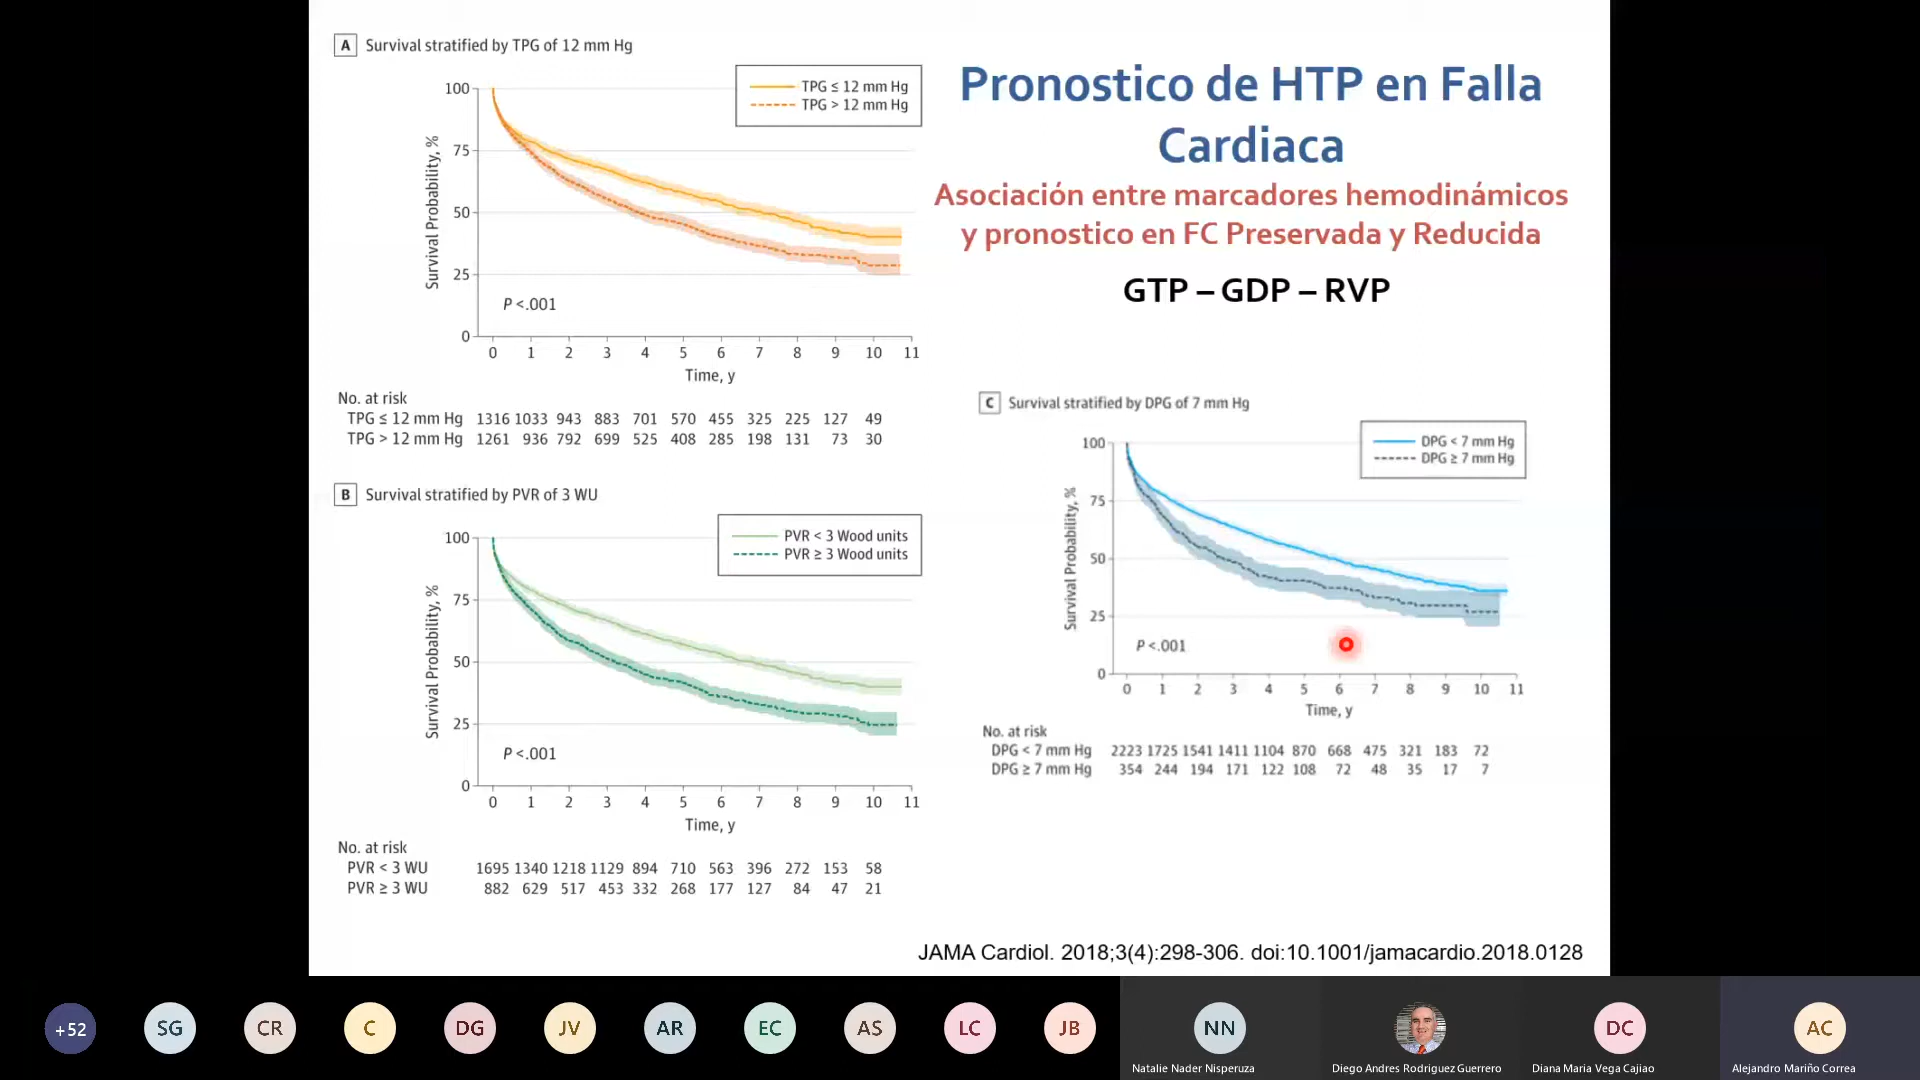 A Survival stratified by TPG of 12 mm Hg
TPG ≤ 12 mm Hg
TPG > 12 mm Hg
100
75
50
25
0
Survival Probability, %
P <.001
0 1 2 3 4 5 6 7 8 9 10 11
Time, y
No. at risk
TPG ≤ 12 mm Hg 1316 1033 943 883 701 570 455 325 225 127 49
TPG > 12 mm Hg 1261 936 792 699 525 408 285 198 131 73 30
B Survival stratified by PVR of 3 WU
PVR < 3 Wood units
PVR ≥ 3 Wood units
100
75
50
25
0
Survival Probability, %
P <.001
0 1 2 3 4 5 6 7 8 9 10 11
Time, y
No. at risk
PVR < 3 WU 1695 1340 1218 1129 894 710 563 396 272 153 58
PVR ≥ 3 WU 882 629 517 453 332 268 177 127 84 47 21
Pronostico de HTP en Falla
Cardiaca
Asociación entre marcadores hemodinámicos
y pronostico en FC Preservada y Reducida
GTP – GDP – RVP
C Survival stratified by DPG of 7 mm Hg
DPG < 7 mm Hg
DPG ≥ 7 mm Hg
100
75
50
25
0
Survival Probability, %
P <.001
0 1 2 3 4 5 6 7 8 9 10 11
Time, y
No. at risk
DPG < 7 mm Hg 2223 1725 1541 1411 1104 870 668 475 321 183 72
DPG ≥ 7 mm Hg 354 244 194 171 122 108 72 48 35 17 7
JAMA Cardiol. 2018;3(4):298-306. doi:10.1001/jamacardio.2018.0128
+52 SG CR C DG JV AR EC AS LC JB NN DC AC
Natalie Nader Nisperuza Diego Andres Rodriguez Guerrero Diana Maria Vega Cajiao Alejandro Mariño Correa